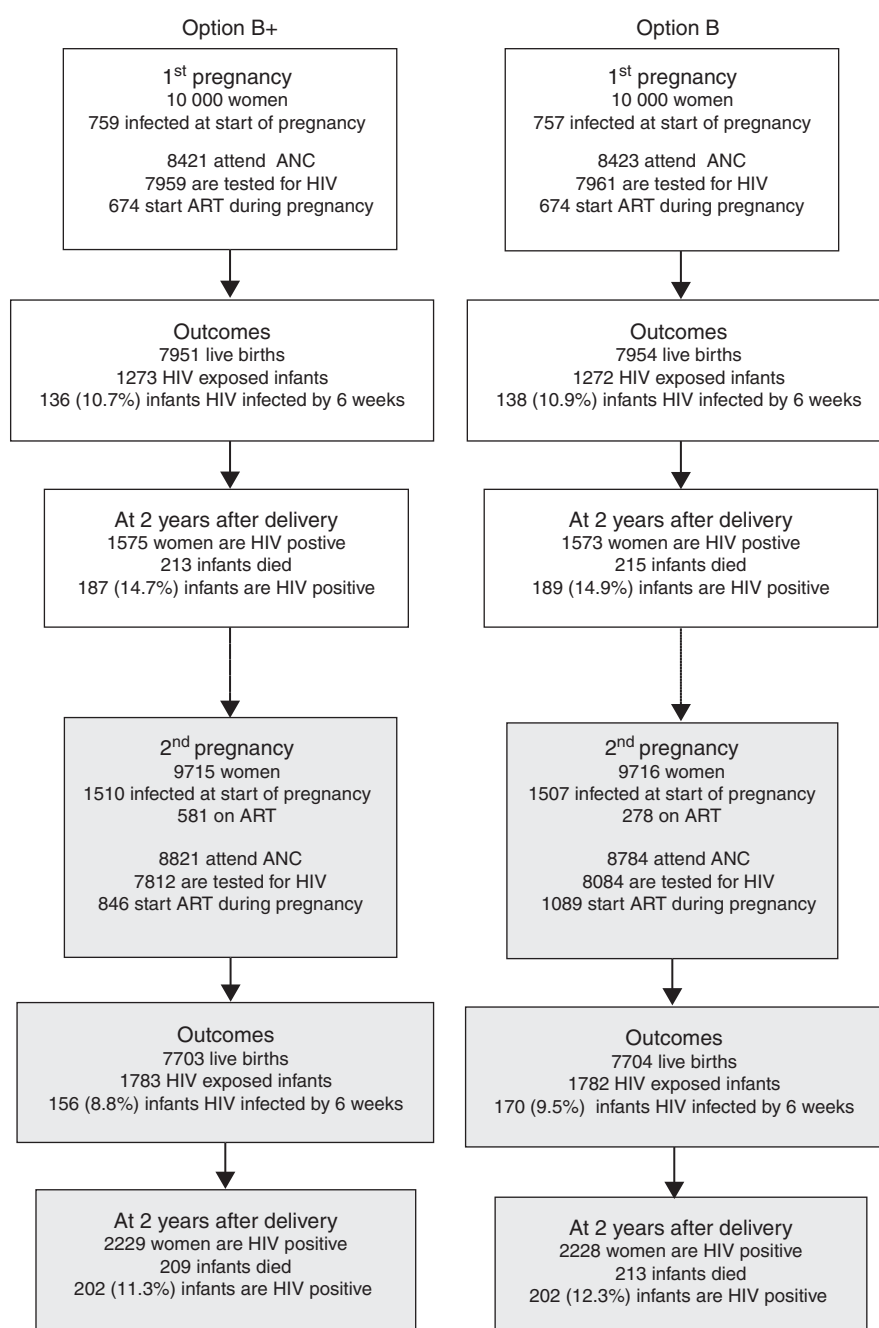 Option B+
1st pregnancy
10 000 women
759 infected at start of pregnancy
8421 attend ANC
7959 are tested for HIV
674 start ART during pregnancy
Outcomes
7951 live births
1273 HIV exposed infants
136 (10.7%) infants HIV infected by 6 weeks
At 2 years after delivery
1575 women are HIV postive
213 infants died
187 (14.7%) infants are HIV positive
2nd pregnancy
9715 women
1510 infected at start of pregnancy
581 on ART
8821 attend ANC
7812 are tested for HIV
846 start ART during pregnancy
Outcomes
7703 live births
1783 HIV exposed infants
156 (8.8%) infants HIV infected by 6 weeks
At 2 years after delivery
2229 women are HIV positive
209 infants died
202 (11.3%) infants are HIV positive
Option B
1st pregnancy
10 000 women
757 infected at start of pregnancy
8423 attend ANC
7961 are tested for HIV
674 start ART during pregnancy
Outcomes
7954 live births
1272 HIV exposed infants
138 (10.9%) infants HIV infected by 6 weeks
At 2 years after delivery
1573 women are HIV postive
215 infants died
189 (14.9%) infants are HIV positive
2nd pregnancy
9716 women
1507 infected at start of pregnancy
278 on ART
8784 attend ANC
8084 are tested for HIV
1089 start ART during pregnancy
Outcomes
7704 live births
1782 HIV exposed infants
170 (9.5%) infants HIV infected by 6 weeks
At 2 years after delivery
2228 women are HIV positive
213 infants died
202 (12.3%) infants are HIV positive